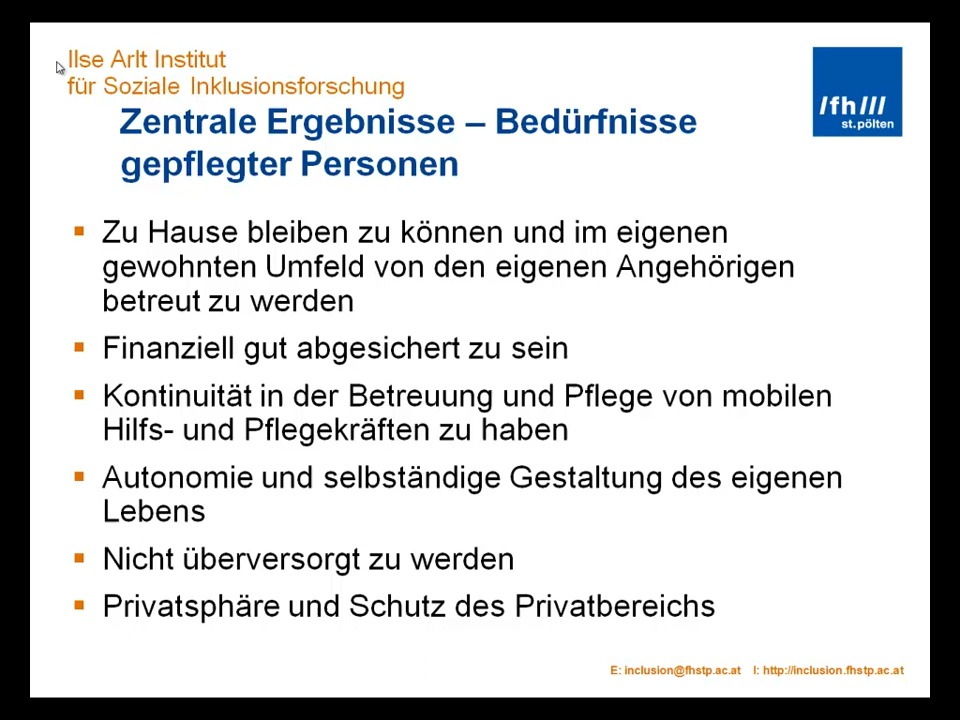 Ilse Arlt Institut
für Soziale Inklusionsforschung
/fh///
st.pölten
Zentrale Ergebnisse – Bedürfnisse
gepflegter Personen
Zu Hause bleiben zu können und im eigenen
gewohnten Umfeld von den eigenen Angehörigen
betreut zu werden
Finanziell gut abgesichert zu sein
Kontinuität in der Betreuung und Pflege von mobilen
Hilfs- und Pflegekräften zu haben
Autonomie und selbständige Gestaltung des eigenen
Lebens
Nicht überversorgt zu werden
Privatsphäre und Schutz des Privatbereichs
E: inclusion@fhstp.ac.at I: http://inclusion.fhstp.ac.at